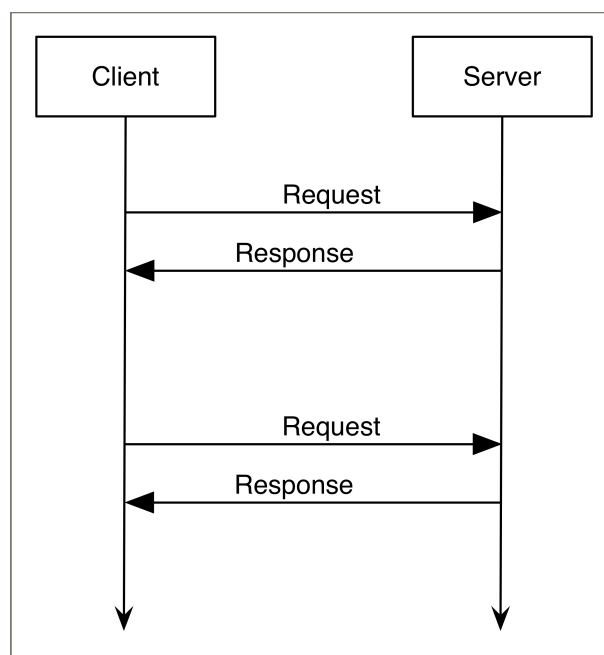 Client
Server
Request
Response
Request
Response